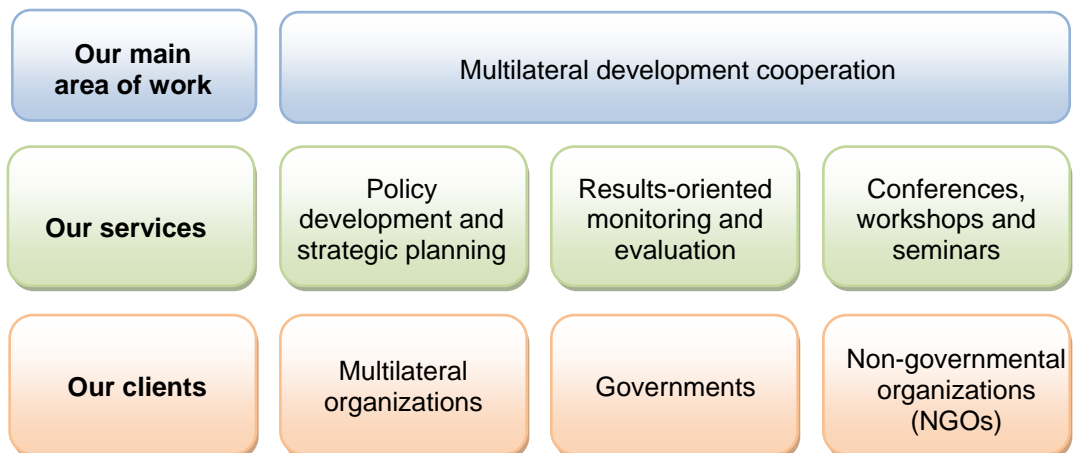 Our main
area of work
Multilateral development cooperation
Our services
Policy
development and
strategic planning
Results-oriented
monitoring and
evaluation
Conferences,
workshops and
seminars
Our clients
Multilateral
organizations
Governments
Non-governmental
organizations
(NGOs)